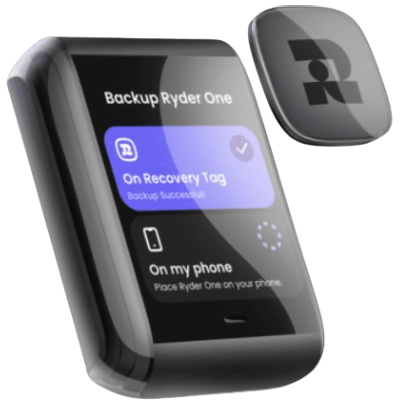 Backup Ryder One
On Recovery Tag
Backup Successful!
On my phone
Place Ryder One on your phone.